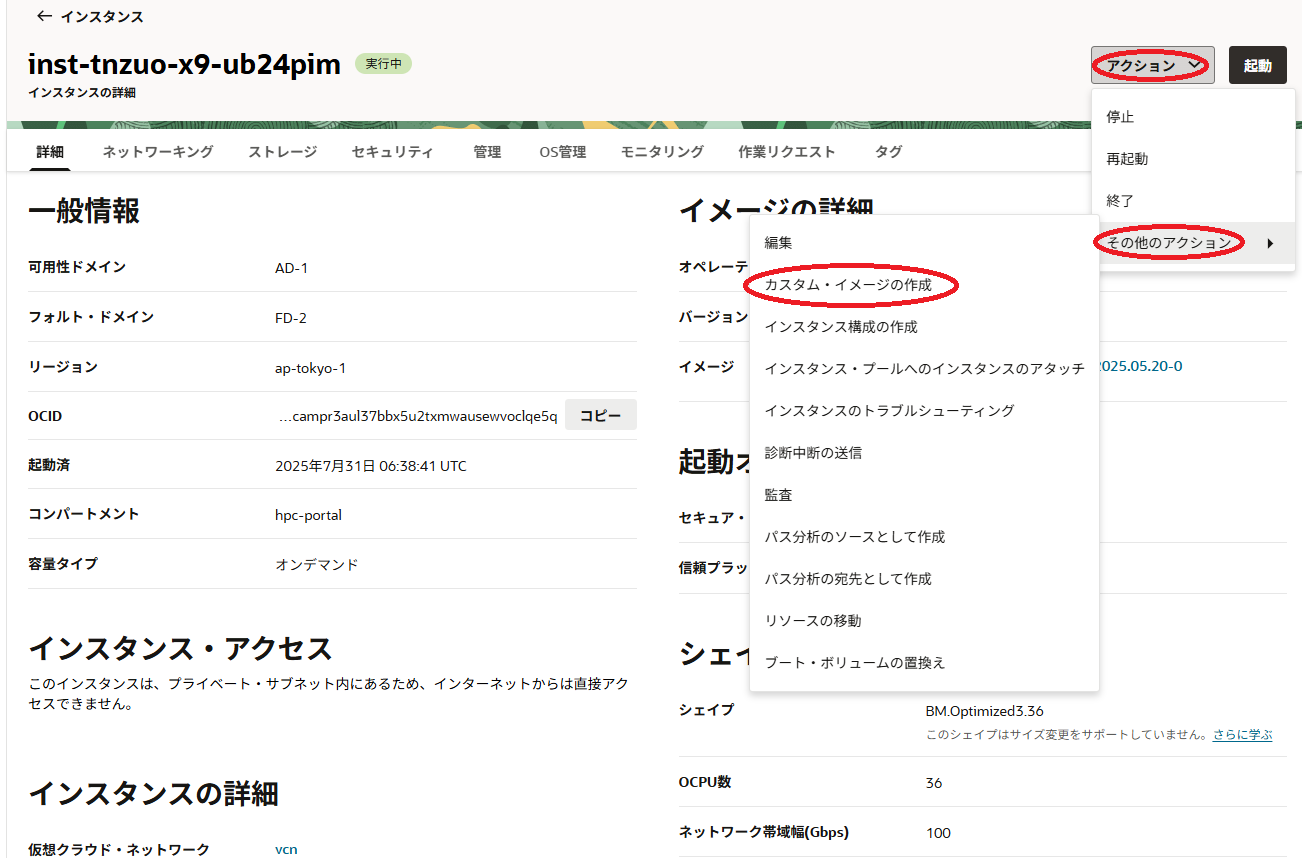 ← インスタンス
inst-tnzuo-x9-ub24pim 実行中
インスタンスの詳細
アクション
起動
停止
再起動
終了
その他のアクション
詳細 ネットワーキング ストレージ セキュリティ 管理 OS管理 モニタリング 作業リクエスト タグ
編集
カスタム・イメージの作成
インスタンス構成の作成
インスタンス・プールへのインスタンスのアタッチ
インスタンスのトラブルシューティング
診断中断の送信
監査
パス分析のソースとして作成
パス分析の宛先として作成
リソースの移動
ブート・ボリュームの置換え
一般情報
可用性ドメイン AD-1
フォルト・ドメイン FD-2
リージョン ap-tokyo-1
OCID ...campr3aul37bbx5u2txmwausewvoclqe5q コピー
起動済 2025年7月31日 06:38:41 UTC
コンパートメント hpc-portal
容量タイプ オンデマンド
インスタンス・アクセス
このインスタンスは、プライベート・サブネット内にあるため、インターネットからは直接アク
セスできません。
インスタンスの詳細
仮想クラウド・ネットワーク vcn
イメージの詳細
オペレーテ
バージョン
イメージ 2025.05.20-0
起動オ
セキュア・
信頼プラッ
シェイ
シェイプ BM.Optimized3.36
このシェイプはサイズ変更をサポートしていません。さらに学ぶ
OCPU数 36
ネットワーク帯域幅(Gbps) 100